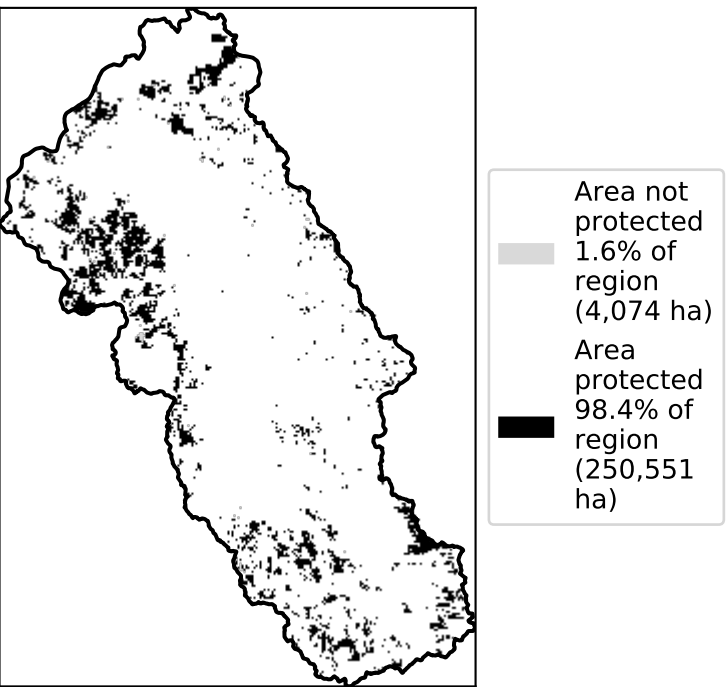 Area not
protected
1.6% of
region
(4,074 ha)
Area
protected
98.4% of
region
(250,551
ha)